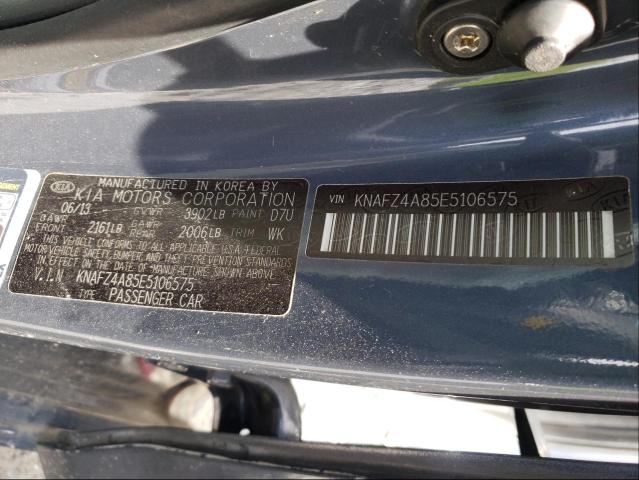 MANUFACTURED IN KOREA BY
KIA KIA MOTORS CORPORATION
06/13 GVWR 3902LB PAINT D7U
GAWR GAWR
FRONT 2161LB REAR 2006LB TRIM WK
THIS VEHICLE CONFORMS TO ALL APPLICABLE U.S.A. FEDERAL
MOTOR VEHICLE SAFETY, BUMPER, AND THEFT PREVENTION STANDARDS
IN EFFECT ON THE DATE OF MANUFACTURE SHOWN ABOVE.
V.I.N KNAFZ4A85E5106575
TYPE: PASSENGER CAR
VIN KNAFZ4A85E5106575